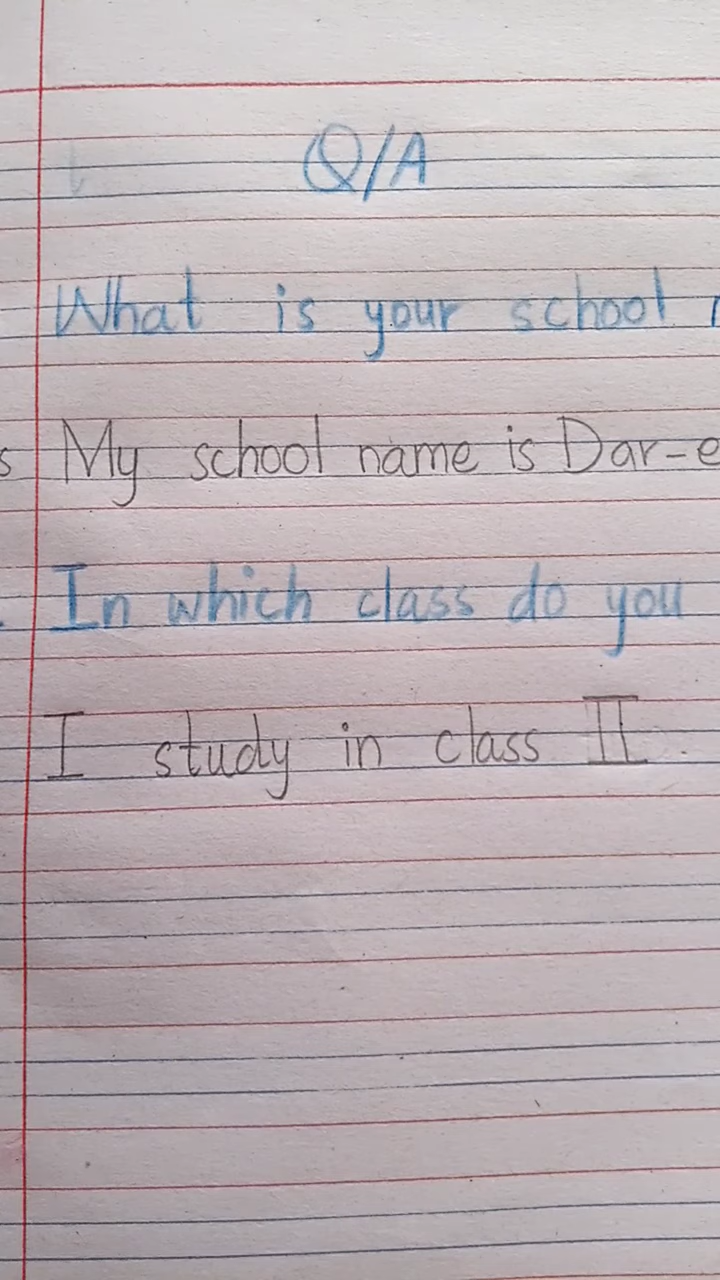 Q/A
What is your school
s My school name is Dar-e
In which class do you
I study in class II.